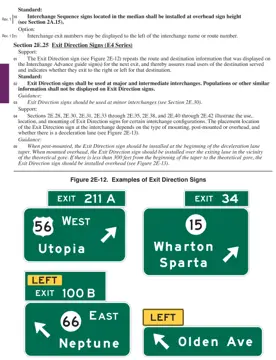 Standard:
Interchange Sequence signs located in the median shall be installed at overhead sign height
(see Section 2A.15).
Option:
Interchange exit numbers may be displayed to the left of the interchange name or route number.
Section 2E.28 Exit Direction Signs (E4 Series)
Support:
The Exit Direction sign (see Figure 2E-12) repeats the route and destination information that was displayed on
the Interchange Advance guide sign(s) for the next exit, and thereby assures road users of the destination served
and indicates whether they exit to the right or left for that destination.
Standard:
Exit Direction signs shall be used at major and intermediate interchanges. Populations or other similar
information shall not be displayed on Exit Direction signs.
Guidance:
Exit Direction signs should be used at minor interchanges (see Section 2E.30).
Support:
Sections 2E.28, 2E.30, 2E.31, 2E.33 through 2E.35, 2E.38, and 2E.40 through 2E.42 illustrate the use,
location, and mounting of Exit Direction signs for certain interchange configurations. The placement location
of the Exit Direction sign at the interchange depends on the type of mounting, post-mounted or overhead, and
whether there is a deceleration lane (see Figure 2E-13).
Guidance:
When post-mounted, the Exit Direction sign should be installed at the beginning of the deceleration lane
taper. When mounted overhead, the Exit Direction sign should be installed over the exiting lane in the vicinity
of the theoretical gore. If there is less than 300 feet from the beginning of the taper to the theoretical gore, the
Exit Direction sign should be installed overhead (see Figure 2E-13).
Figure 2E-12. Examples of Exit Direction Signs
EXIT 211 A
56 WEST
Utopia
EXIT 34
15
Wharton
Sparta
LEFT
EXIT 100 B
66 EAST
Neptune
LEFT
Olden Ave